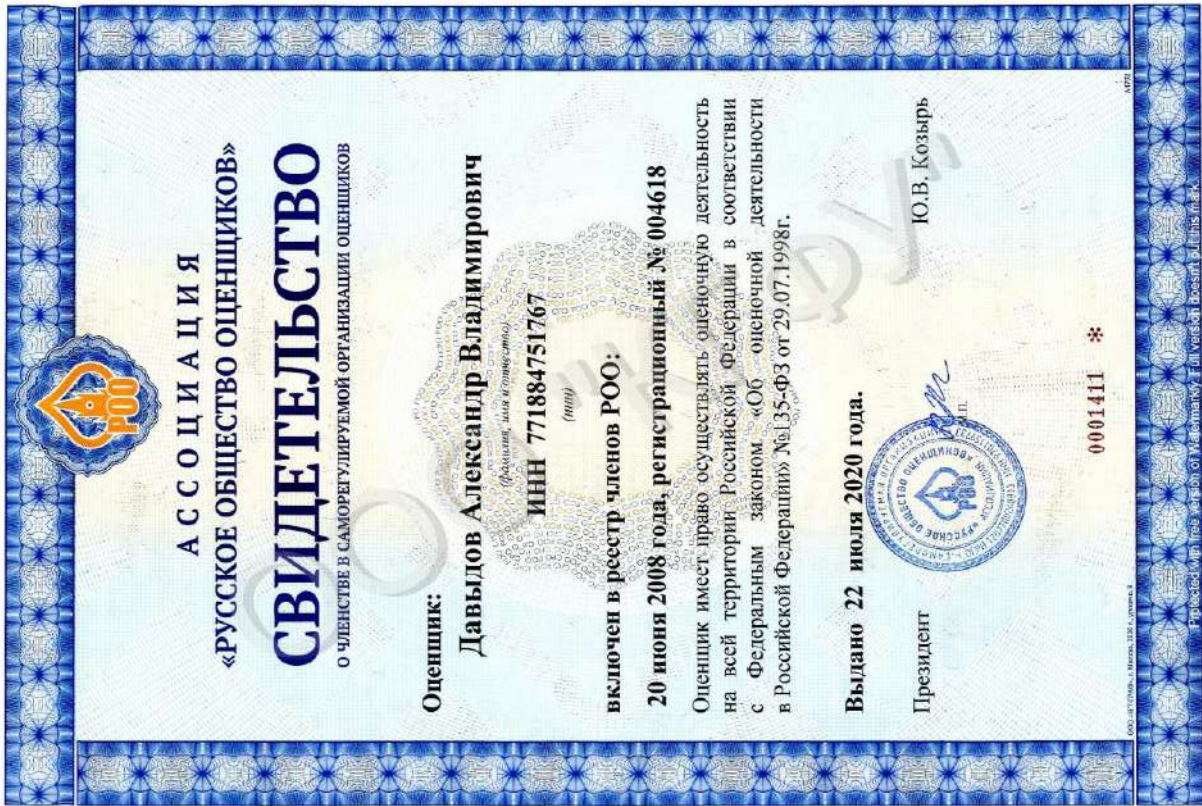 РОО
АССОЦИАЦИЯ
«РУССКОЕ ОБЩЕСТВО ОЦЕНЩИКОВ»
СВИДЕТЕЛЬСТВО
О ЧЛЕНСТВЕ В САМОРЕГУЛИРУЕМОЙ ОРГАНИЗАЦИИ ОЦЕНЩИКОВ
Оценщик:
Давыдов Александр Владимирович
(фамилия, имя и отчество)
ИНН 771884751767
(инн)
включен в реестр членов РОО:
20 июня 2008 года, регистрационный № 004618
Оценщик имеет право осуществлять оценочную деятельность
на всей территории Российской Федерации в соответствии
с Федеральным законом «Об оценочной деятельности
в Российской Федерации» №135-ФЗ от 29.07.1998г.
Выдано 22 июля 2020 года.
Президент
М.П.
Ю.В. Козырь
0001411 *